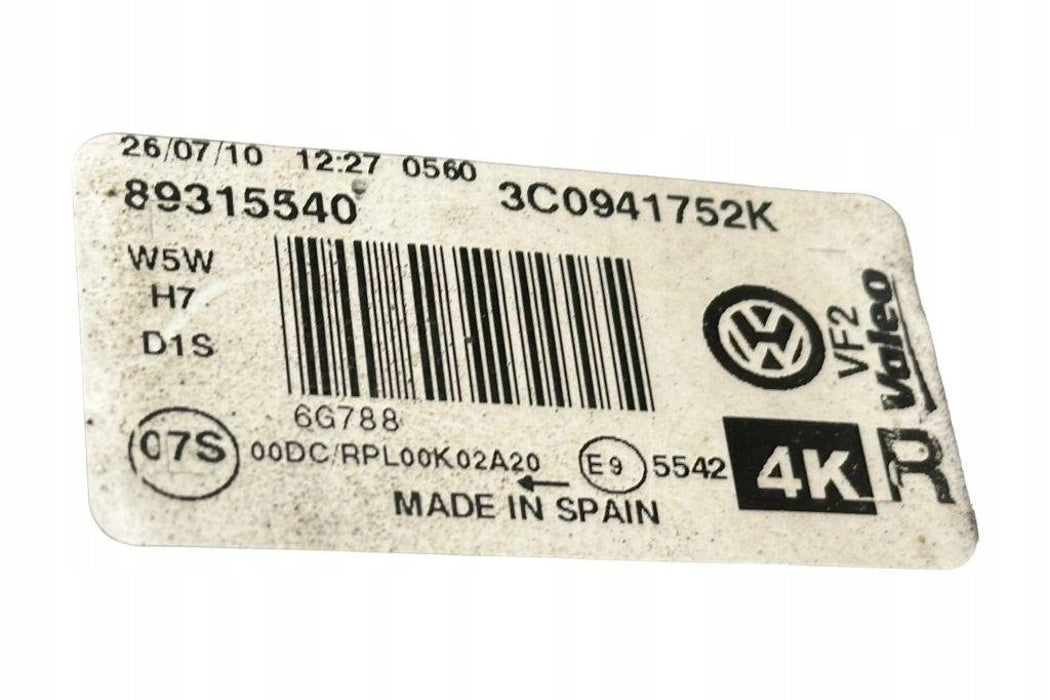 26/07/10 12:27 0560
89315540 3C0941752K
W5W
H7
D1S
6G788
07S
00DC/RPL00K02A20
E9 5542
MADE IN SPAIN
VF2
Valeo
4K